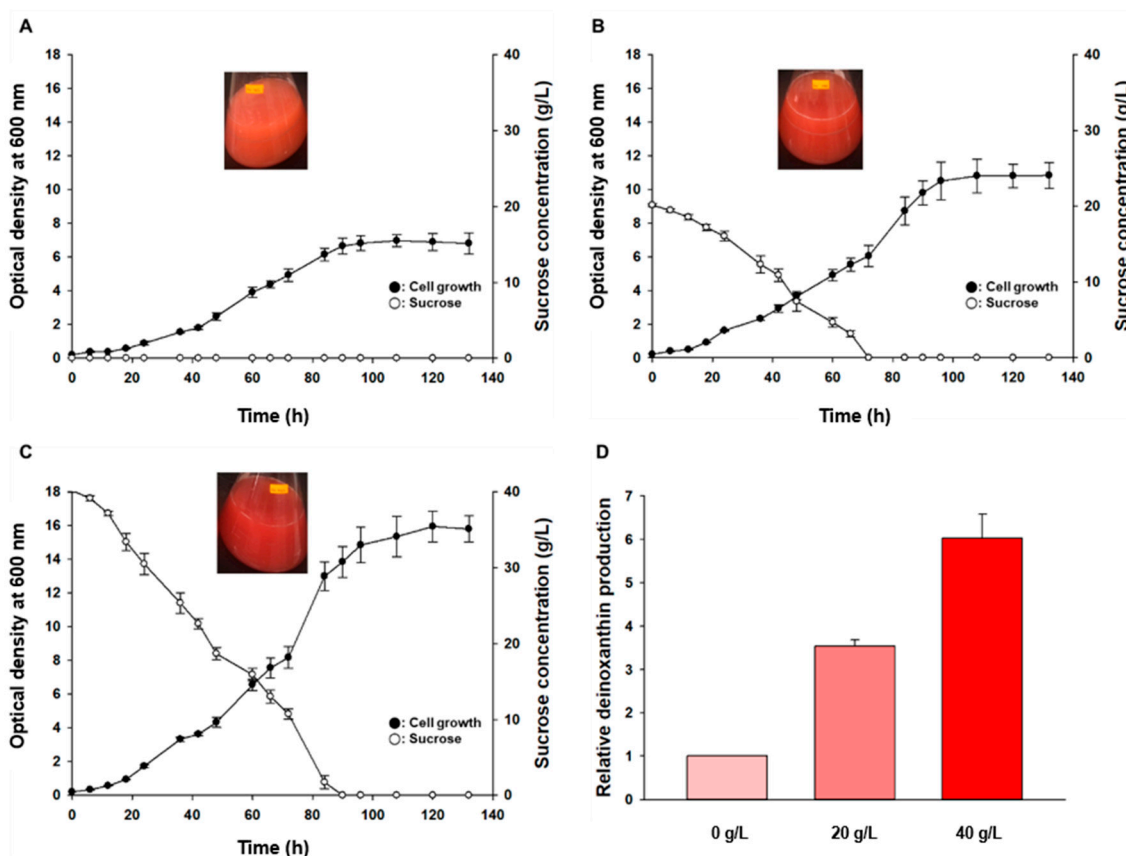 A
Optical density at 600 nm
18
16
14
12
10
8
6
4
2
0
40
30
20
10
0
Sucrose concentration (g/L)
●: Cell growth
○: Sucrose
0 20 40 60 80 100 120 140
Time (h)
B
Optical density at 600 nm
18
16
14
12
10
8
6
4
2
0
40
30
20
10
0
Sucrose concentration (g/L)
●: Cell growth
○: Sucrose
0 20 40 60 80 100 120 140
Time (h)
C
Optical density at 600 nm
18
16
14
12
10
8
6
4
2
0
40
30
20
10
0
Sucrose concentration (g/L)
●: Cell growth
○: Sucrose
0 20 40 60 80 100 120 140
Time (h)
D
Relative deinoxanthin production
7
6
5
4
3
2
1
0
0 g/L 20 g/L 40 g/L